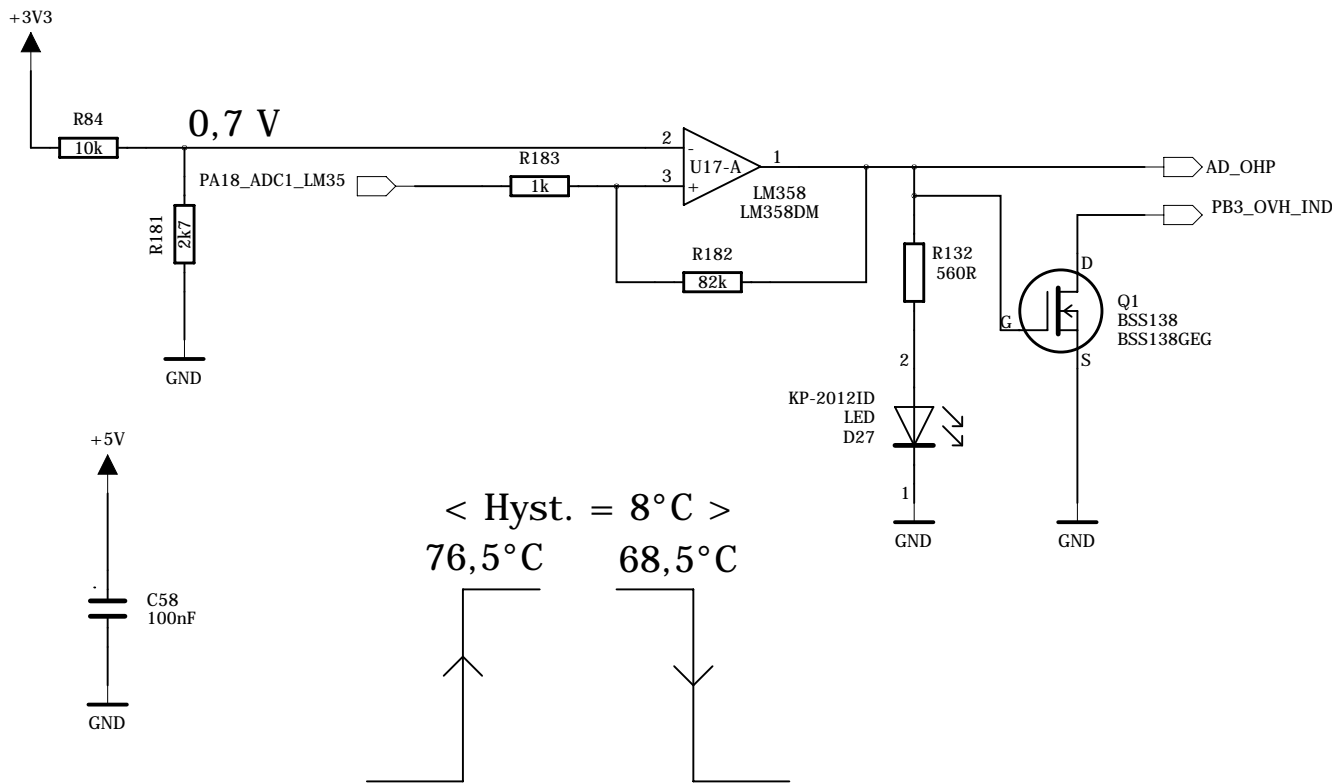 +3V3
R84
10k
0,7 V
R181
2k7
GND
PA18_ADC1_LM35
R183
1k
2
-
3
+
U17-A
1
LM358
LM358DM
R182
82k
AD_OHP
PB3_OVH_IND
R132
560R
D
G
S
Q1
BSS138
BSS138GEG
2
KP-2012ID
LED
D27
1
GND
GND
+5V
C58
100nF
GND
< Hyst. = 8°C >
76,5°C 68,5°C